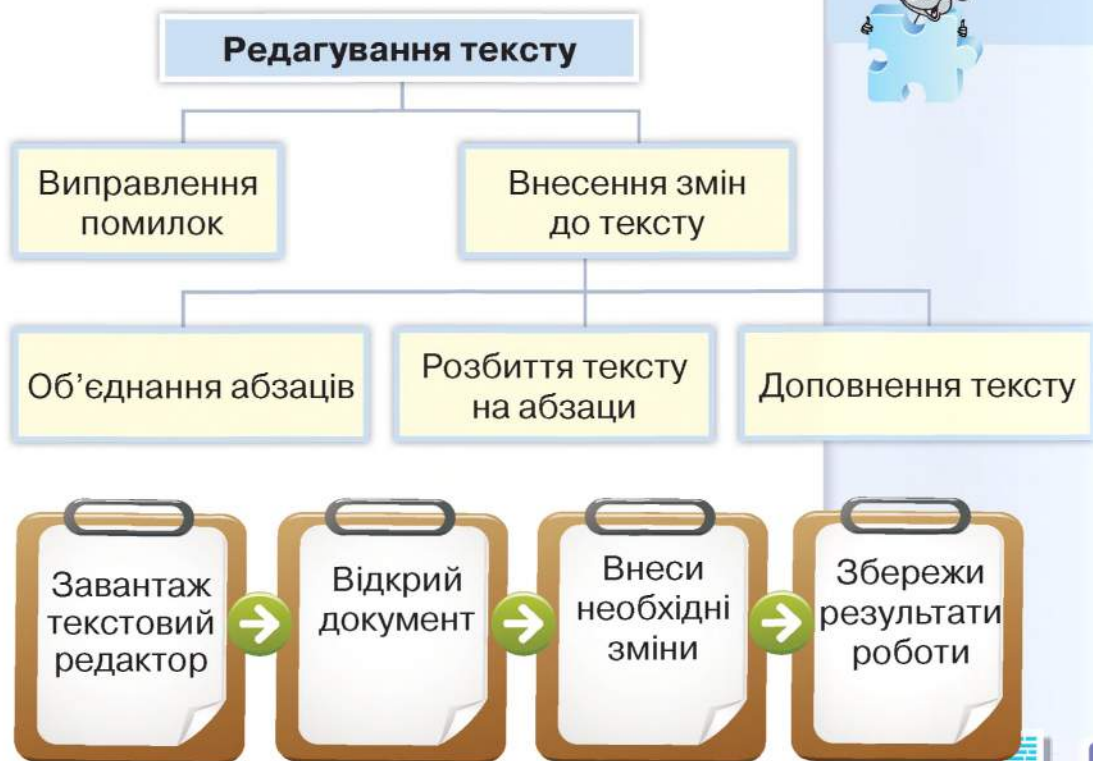 Редагування тексту
Виправлення
помилок
Внесення змін
до тексту
Об’єднання абзаців
Розбиття тексту
на абзаци
Доповнення тексту
Завантаж
текстовий
редактор
Відкрий
документ
Внеси
необхідні
зміни
Збережи
результати
роботи